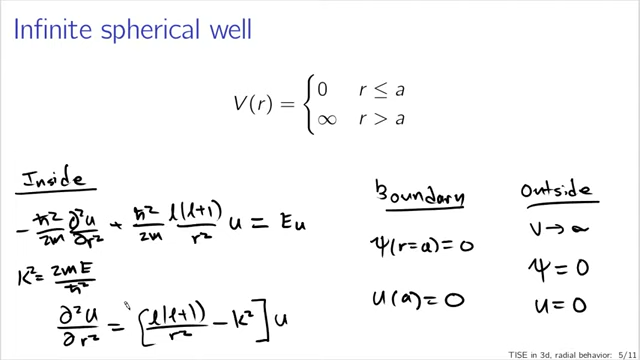 Infinite spherical well
V(r) = { 0 r ≤ a
∞ r > a
Inside
-ħ²/2m ∂²u/∂r² + ħ²/2m l(l+1)/r² u = Eu
k² = 2mE/ħ²
∂²u/∂r² = [l(l+1)/r² - k²] u
Boundary
ψ(r=a) = 0
u(a) = 0
Outside
V → ∞
ψ = 0
u = 0
TISE in 3d, radial behavior: 5/11